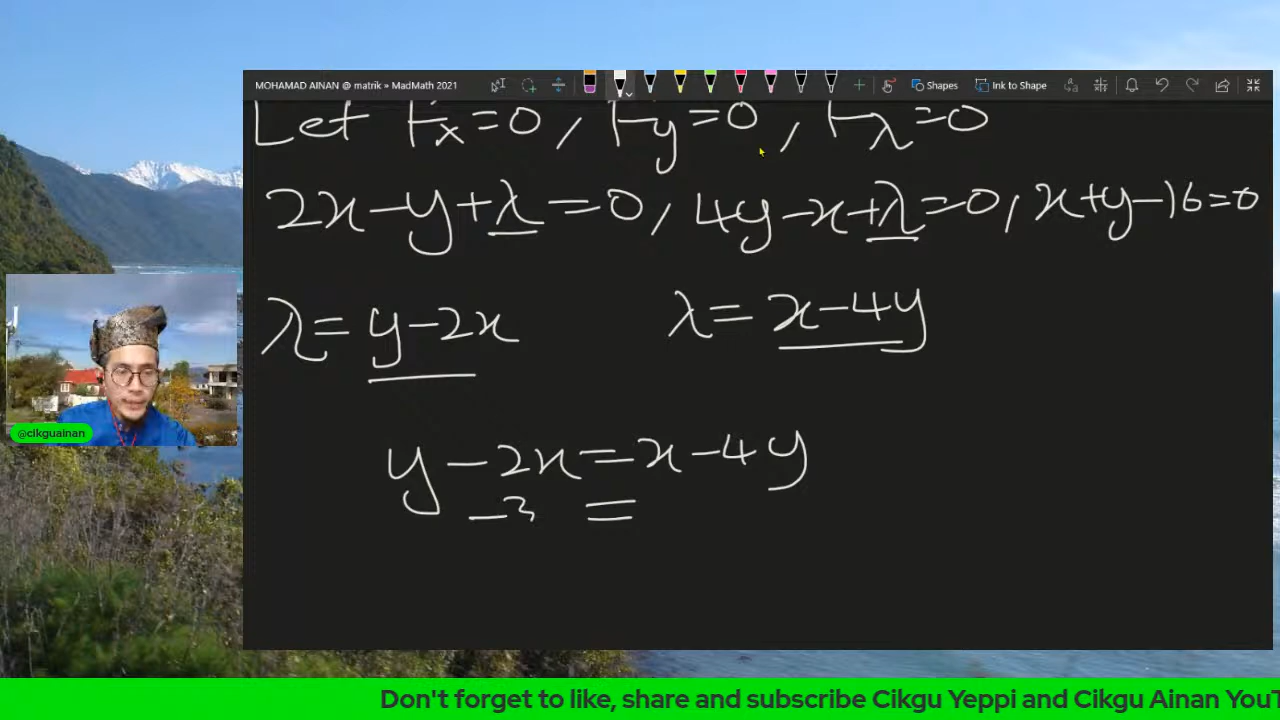 MOHAMAD AINAN @ matrik » MadMath 2021
Shapes
Ink to Shape
Let Fx=0, Fy=0, Fλ=0
2x-y+λ=0, 4y-x+λ=0, x+y-16=0
λ=y-2x
λ=x-4y
@cikguainan
y-2x=x-4y
-3 =
Don't forget to like, share and subscribe Cikgu Yeppi and Cikgu Ainan YouT